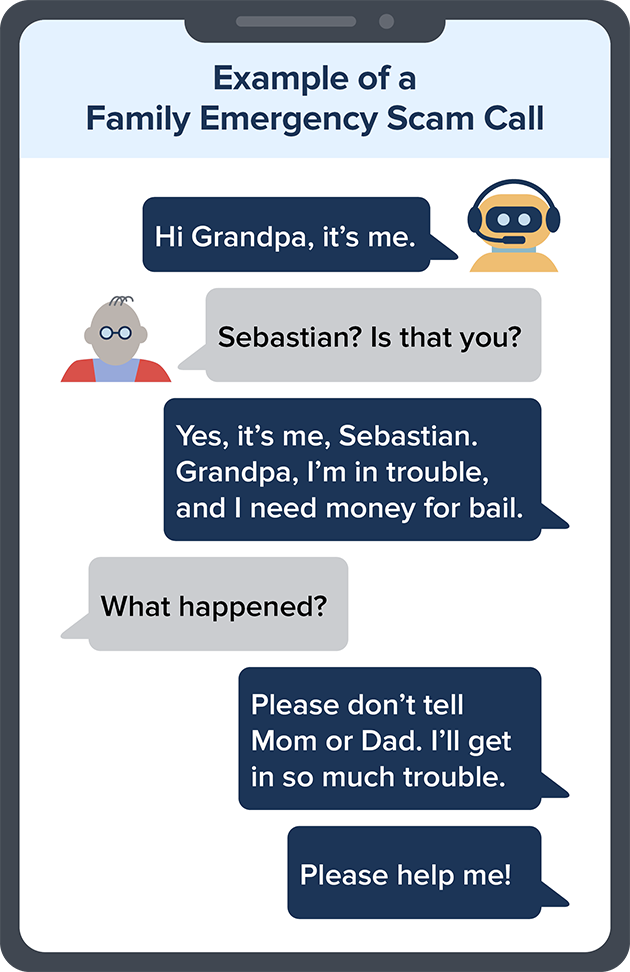 Example of a
Family Emergency Scam Call
Hi Grandpa, it’s me.
Sebastian? Is that you?
Yes, it’s me, Sebastian.
Grandpa, I’m in trouble,
and I need money for bail.
What happened?
Please don’t tell
Mom or Dad. I’ll get
in so much trouble.
Please help me!